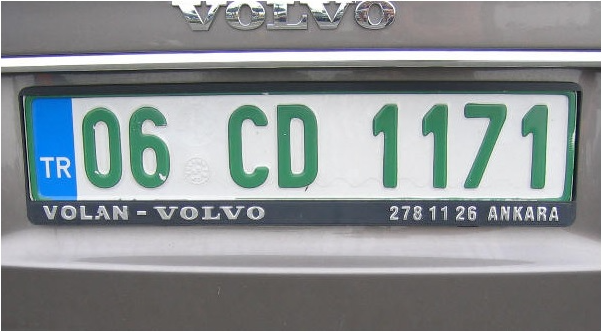 VOLVO
TR 06 CD 1171
VOLAN - VOLVO 278 11 26 ANKARA